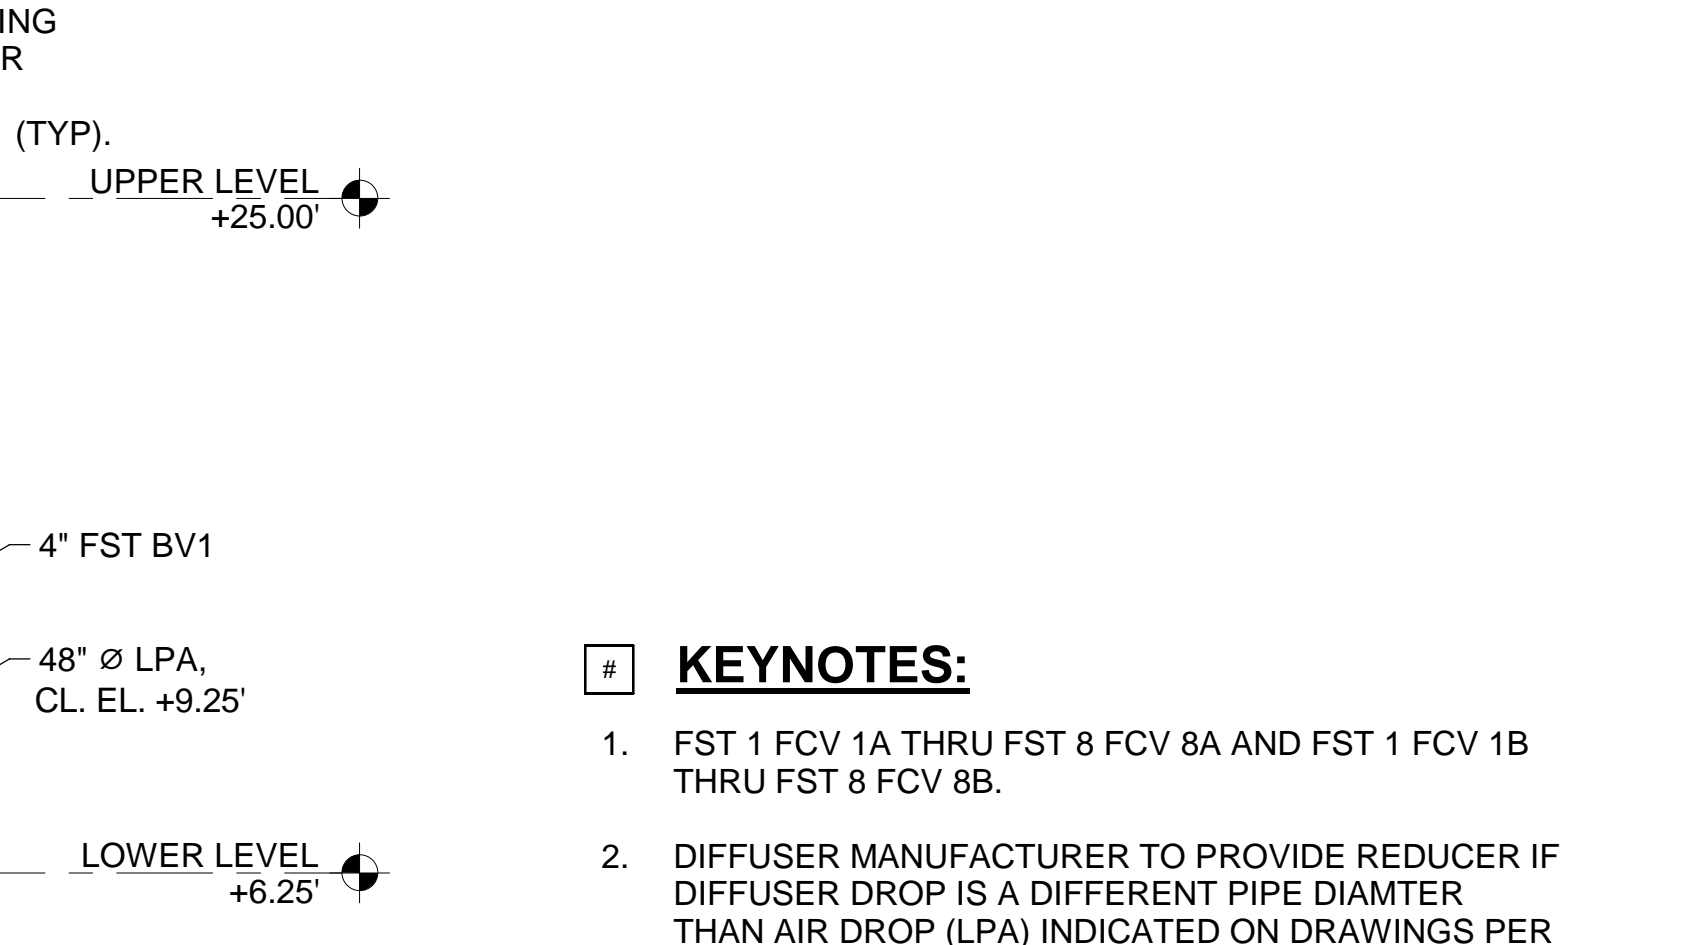 ING
R
(TYP).
UPPER LEVEL
+25.00'
4" FST BV1
48" ⌀ LPA,
CL. EL. +9.25'
# KEYNOTES:
1. FST 1 FCV 1A THRU FST 8 FCV 8A AND FST 1 FCV 1B
THRU FST 8 FCV 8B.
LOWER LEVEL
+6.25'
2. DIFFUSER MANUFACTURER TO PROVIDE REDUCER IF
DIFFUSER DROP IS A DIFFERENT PIPE DIAMTER
THAN AIR DROP (LPA) INDICATED ON DRAWINGS PER